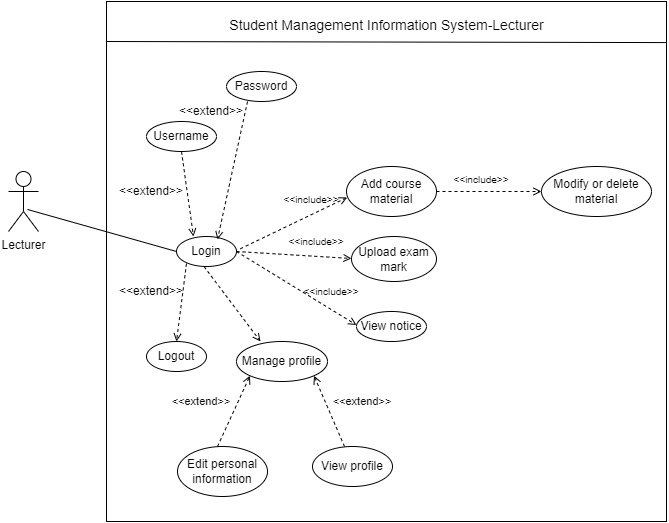 Student Management Information System-Lecturer
Password
<<extend>>
Username
<<extend>>
Lecturer
Login
<<include>>
Add course
material
<<include>>
Modify or delete
material
<<include>>
Upload exam
mark
<<include>>
View notice
<<extend>>
Logout
Manage profile
<<extend>>
<<extend>>
Edit personal
information
View profile